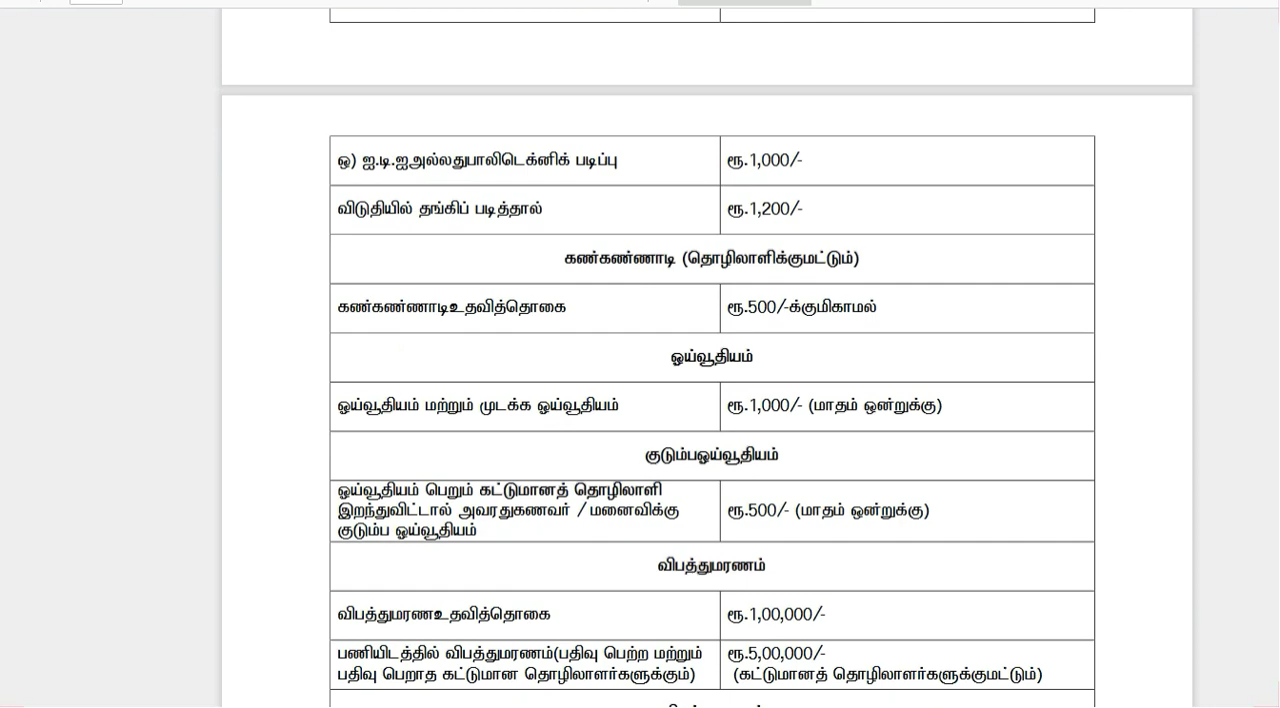 ஒ) ஐ.டி.ஐஅல்லதுபாலிடெக்னிக் படிப்பு
ரூ.1,000/-
விடுதியில் தங்கிப் படித்தால்
ரூ.1,200/-
கண்கண்ணாடி (தொழிலாளிக்குமட்டும்)
கண்கண்ணாடிஉதவித்தொகை
ரூ.500/-க்குமிகாமல்
ஓய்வூதியம்
ஓய்வூதியம் மற்றும் முடக்க ஓய்வூதியம்
ரூ.1,000/- (மாதம் ஒன்றுக்கு)
குடும்பஓய்வூதியம்
ஓய்வூதியம் பெறும் கட்டுமானத் தொழிலாளி
இறந்துவிட்டால் அவரதுகணவர் / மனைவிக்கு
குடும்ப ஓய்வூதியம்
ரூ.500/- (மாதம் ஒன்றுக்கு)
விபத்துமரணம்
விபத்துமரணஉதவித்தொகை
ரூ.1,00,000/-
பணியிடத்தில் விபத்துமரணம்(பதிவு பெற்ற மற்றும்
பதிவு பெறாத கட்டுமான தொழிலாளர்களுக்கும்)
ரூ.5,00,000/-
(கட்டுமானத் தொழிலாளர்களுக்குமட்டும்)